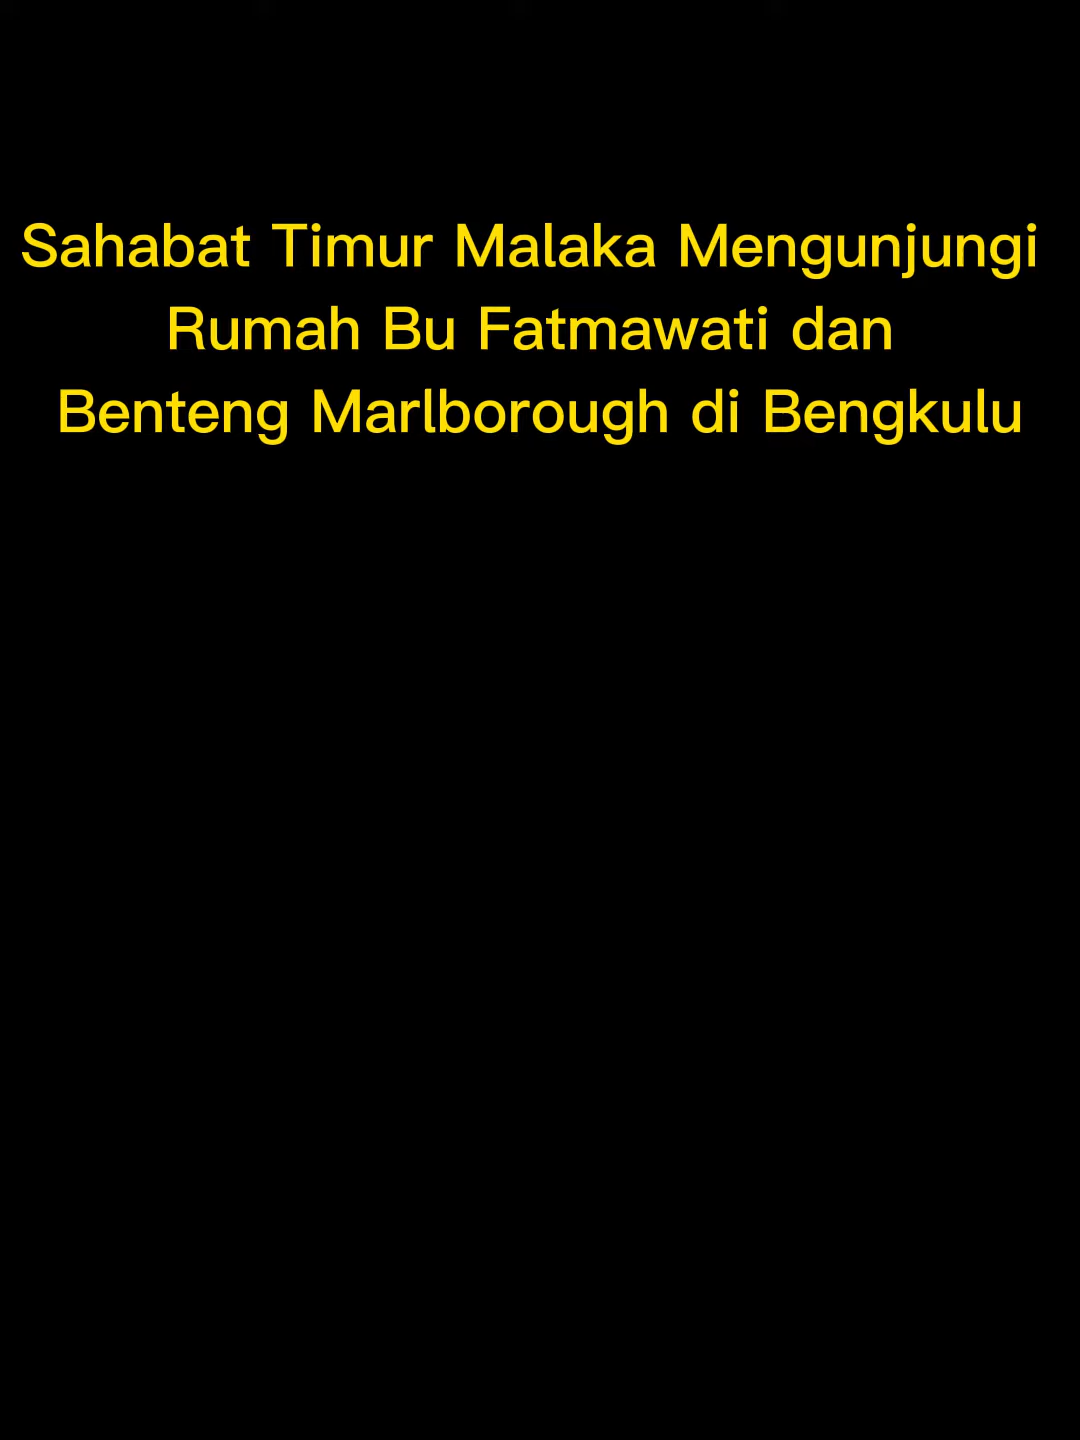 Sahabat Timur Malaka Mengunjungi
Rumah Bu Fatmawati dan
Benteng Marlborough di Bengkulu